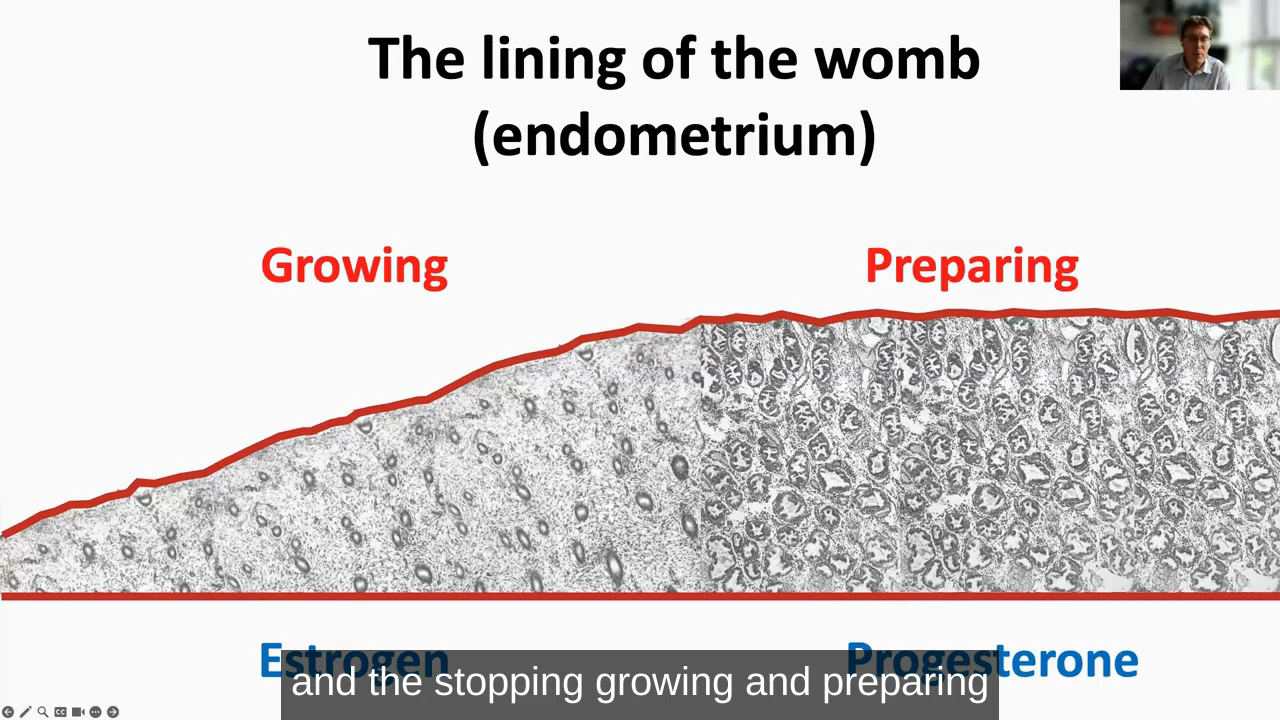 The lining of the womb
(endometrium)
Growing
Preparing
Estrogen
Progesterone
and the stopping growing and preparing